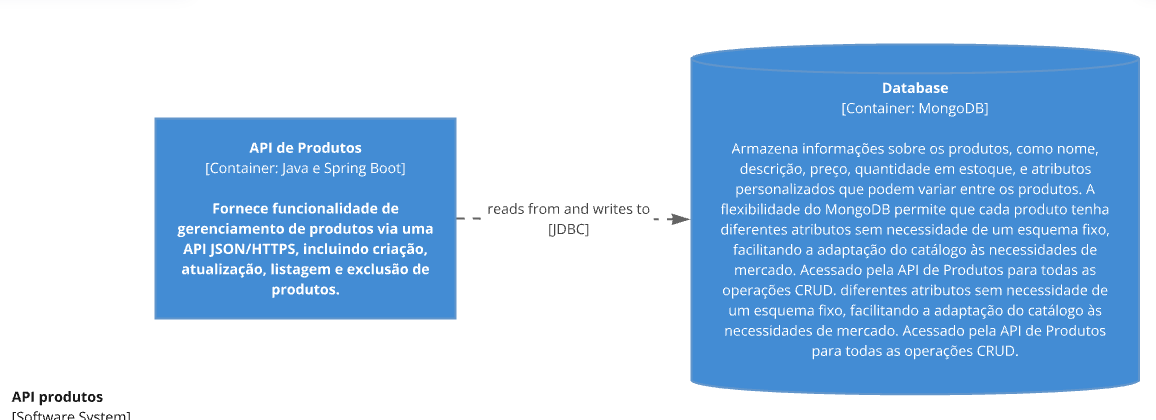 API de Produtos
[Container: Java e Spring Boot]
Fornece funcionalidade de
gerenciamento de produtos via uma
API JSON/HTTPS, incluindo criação,
atualização, listagem e exclusão de
produtos.
reads from and writes to
[JDBC]
Database
[Container: MongoDB]
Armazena informações sobre os produtos, como nome,
descrição, preço, quantidade em estoque, e atributos
personalizados que podem variar entre os produtos. A
flexibilidade do MongoDB permite que cada produto tenha
diferentes atributos sem necessidade de um esquema fixo,
facilitando a adaptação do catálogo às necessidades de
mercado. Acessado pela API de Produtos para todas as
operações CRUD. diferentes atributos sem necessidade de
um esquema fixo, facilitando a adaptação do catálogo às
necessidades de mercado. Acessado pela API de Produtos
para todas as operações CRUD.
API produtos
[Software System]